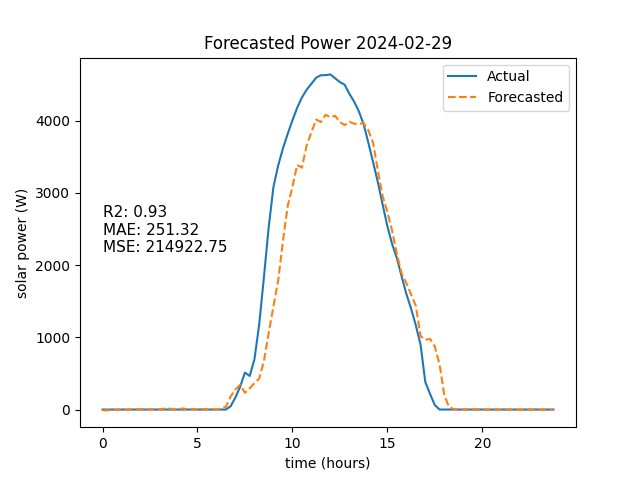 Forecasted Power 2024-02-29
Actual
Forecasted
4000
3000
2000
1000
0
solar power (W)
R2: 0.93
MAE: 251.32
MSE: 214922.75
0 5 10 15 20
time (hours)